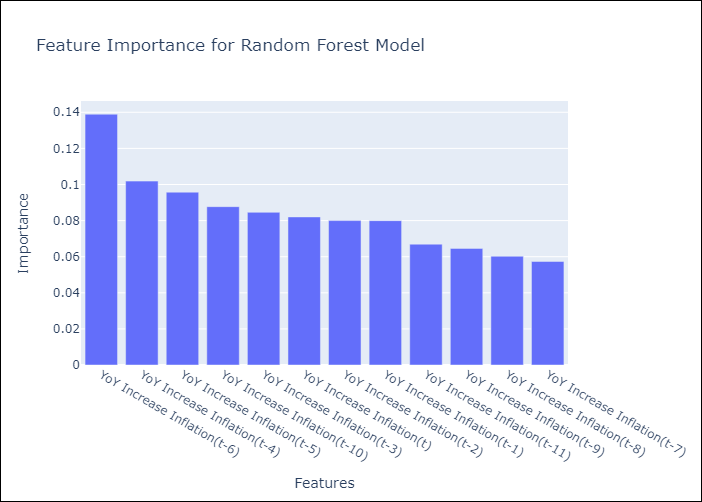 Feature Importance for Random Forest Model
Importance
0.14
0.12
0.1
0.08
0.06
0.04
0.02
0
YoY Increase Inflation(t-6)
YoY Increase Inflation(t-4)
YoY Increase Inflation(t-5)
YoY Increase Inflation(t-10)
YoY Increase Inflation(t-3)
YoY Increase Inflation(t)
YoY Increase Inflation(t-2)
YoY Increase Inflation(t-1)
YoY Increase Inflation(t-11)
YoY Increase Inflation(t-9)
YoY Increase Inflation(t-8)
YoY Increase Inflation(t-7)
Features